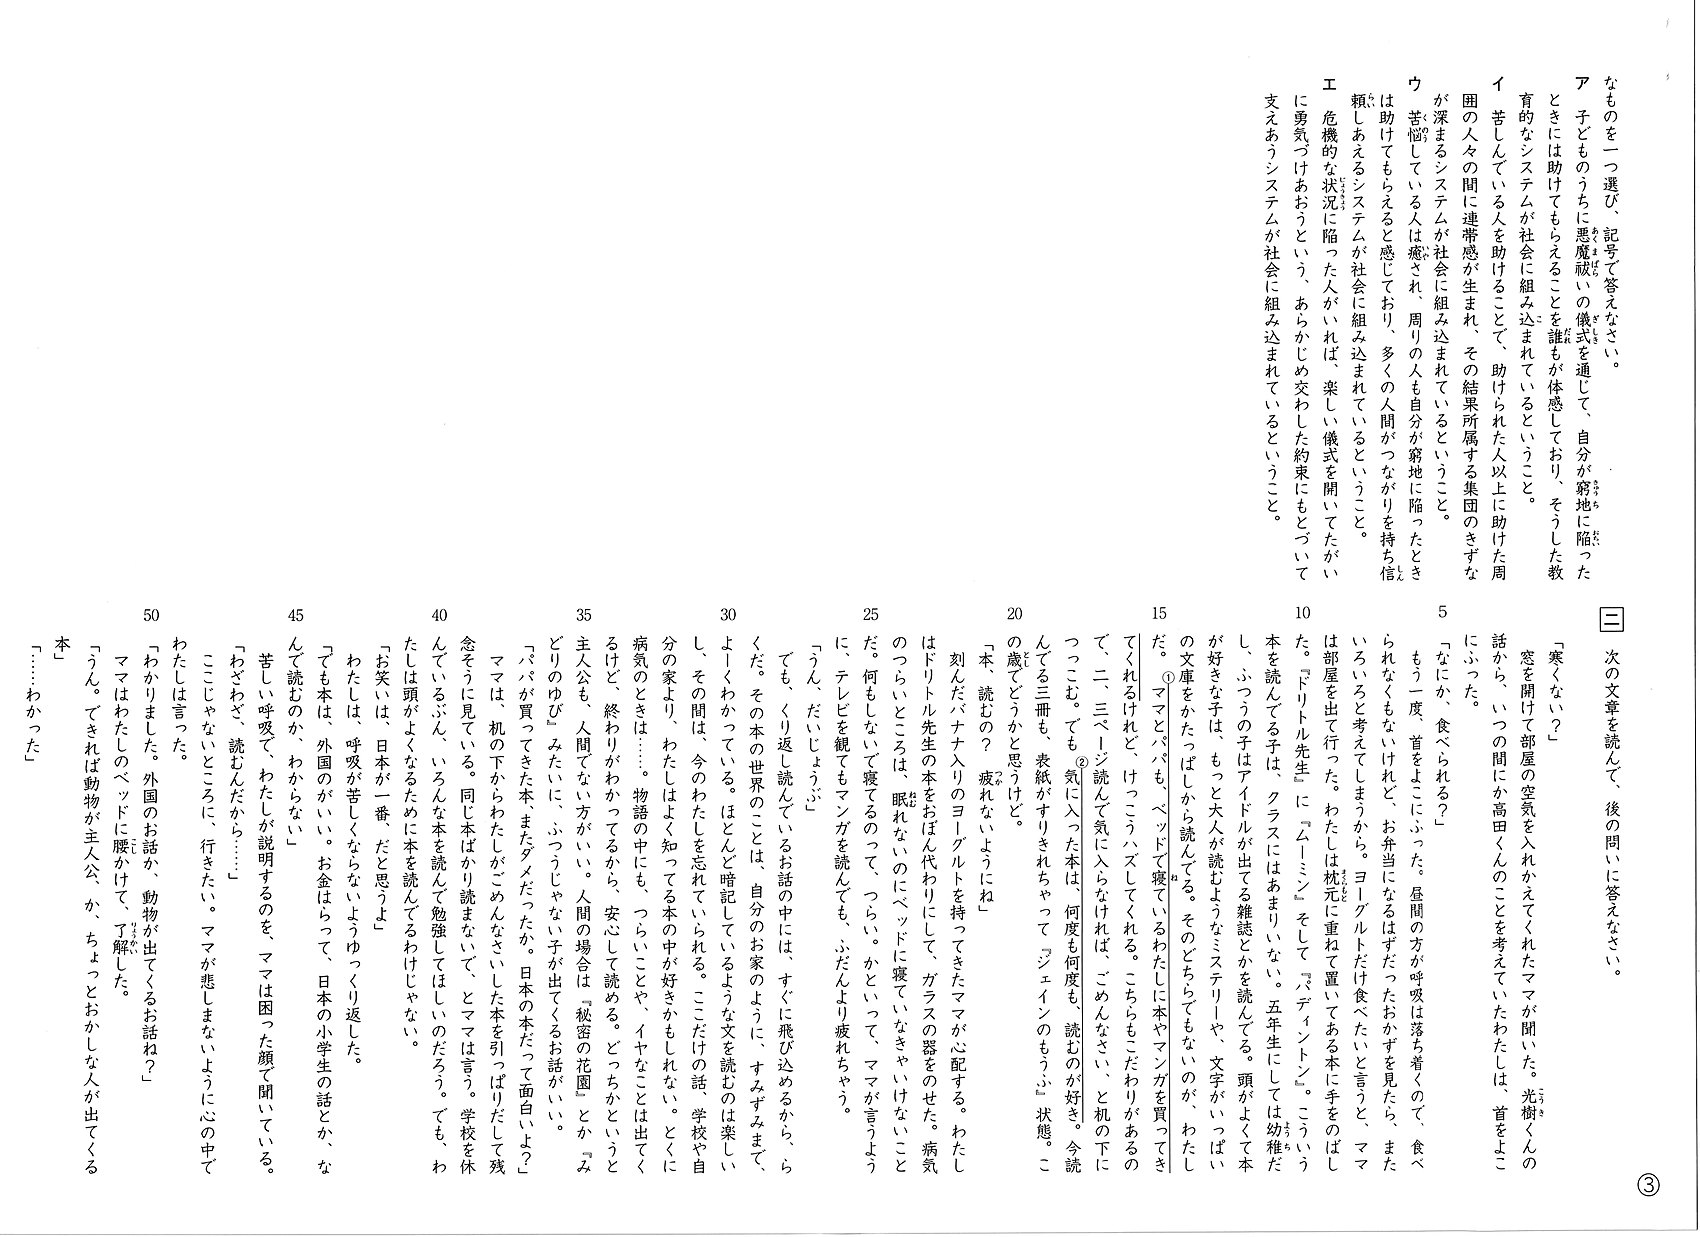 なものを一つ選び、記号で答えなさい。
ア　子どものうちに悪魔祓いの儀式を通じて、自分が窮地に陥った
ときには助けてもらえることを誰もが体感しており、そうした教
育的なシステムが社会に組み込まれているということ。
イ　苦しんでいる人を助けることで、助けられた人以上に助けた周
囲の人々の間に連帯感が生まれ、その結果所属する集団のきずな
が深まるシステムが社会に組み込まれているということ。
ウ　苦悩している人は癒され、周りの人も自分が窮地に陥ったとき
は助けてもらえると感じており、多くの人間がつながりを持ち信
頼しあえるシステムが社会に組み込まれているということ。
エ　危機的な状況に陥った人がいれば、楽しい儀式を開いてたがい
に勇気づけあおうという、あらかじめ交わした約束にもとづいて
支えあうシステムが社会に組み込まれているということ。
二　次の文章を読んで、後の問いに答えなさい。
「寒くない？」
窓を開けて部屋の空気を入れかえてくれたママが聞いた。光樹くんの
話から、いつの間にか高田くんのことを考えていたわたしは、首をよこ
にふった。
5「なにか、食べられる？」
もう一度、首をよこにふった。昼間の方が呼吸は落ち着くので、食べ
られなくもないけれど、お弁当になるはずだったおかずを見たら、また
いろいろと考えてしまうから。ヨーグルトだけ食べたいと言うと、ママ
は部屋を出て行った。わたしは枕元に重ねて置いてある本に手をのばし
10た。『ドリトル先生』に『ムーミン』そして『パディントン』。こういう
本を読んでる子は、クラスにはあまりいない。五年生にしては幼稚だ
し、ふつうの子はアイドルが出てる雑誌とかを読んでる。頭がよくて本
が好きな子は、もっと大人が読むようなミステリーや、文字がいっぱい
の文庫をかたっぱしから読んでる。そのどちらでもないのが、わたし
15だ。①ママとパパも、ベッドで寝ているわたしに本やマンガを買ってき
てくれるけれど、けっこうハズしてくれる。こちらもこだわりがあるの
で、二、三ページ読んで気に入らなければ、ごめんなさい、と机の下に
つっこむ。でも②気に入った本は、何度も何度も、読むのが好き。今読
んでる三冊も、表紙がすりきれちゃって『ジェインのもうふ』状態。こ
20の歳でどうかと思うけど。
「本、読むの？　疲れないようにね」
刻んだバナナ入りのヨーグルトを持ってきたママが心配する。わたし
はドリトル先生の本をおぼん代わりにして、ガラスの器をのせた。病気
のつらいところは、眠れないのにベッドに寝ていなきゃいけないこと
25だ。何もしないで寝てるのって、つらい。かといって、ママが言うよう
に、テレビを観てもマンガを読んでも、ふだんより疲れちゃう。
「うん、だいじょうぶ」
でも、くり返し読んでいるお話の中には、すぐに飛び込めるから、ら
くだ。その本の世界のことは、自分のお家のように、すみずみまで、
30よーくわかっている。ほとんど暗記しているような文を読むのは楽しい
し、その間は、今のわたしを忘れていられる。ここだけの話、学校や自
分の家より、わたしはよく知ってる本の中が好きかもしれない。とくに
病気のときは……。物語の中にも、つらいことや、イヤなことは出てく
るけど、終わりがわかってるから、安心して読める。どっちかというと
35主人公も、人間でない方がいい。人間の場合は『秘密の花園』とか『み
どりのゆび』みたいに、ふつうじゃない子が出てくるお話がいい。
「パパが買ってきた本、またダメだったか。日本の本だって面白いよ？」
ママは、机の下からわたしがごめんなさいした本を引っぱりだして残
念そうに見ている。同じ本ばかり読まないで、とママは言う。学校を休
40んでいるぶん、いろんな本を読んで勉強してほしいのだろう。でも、わ
たしは頭がよくなるために本を読んでるわけじゃない。
「お笑いは、日本が一番、だと思うよ」
わたしは、呼吸が苦しくならないようゆっくり返した。
「でも本は、外国のがいい。お金はらって、日本の小学生の話とか、な
45んで読むのか、わからない」
苦しい呼吸で、わたしが説明するのを、ママは困った顔で聞いている。
「わざわざ、読むんだから……」
ここじゃないところに、行きたい。ママが悲しまないように心の中で
わたしは言った。
50「わかりました。外国のお話か、動物が出てくるお話ね？」
ママはわたしのベッドに腰かけて、了解した。
「うん。できれば動物が主人公、か、ちょっとおかしな人が出てくる
本」
「……わかった」
③